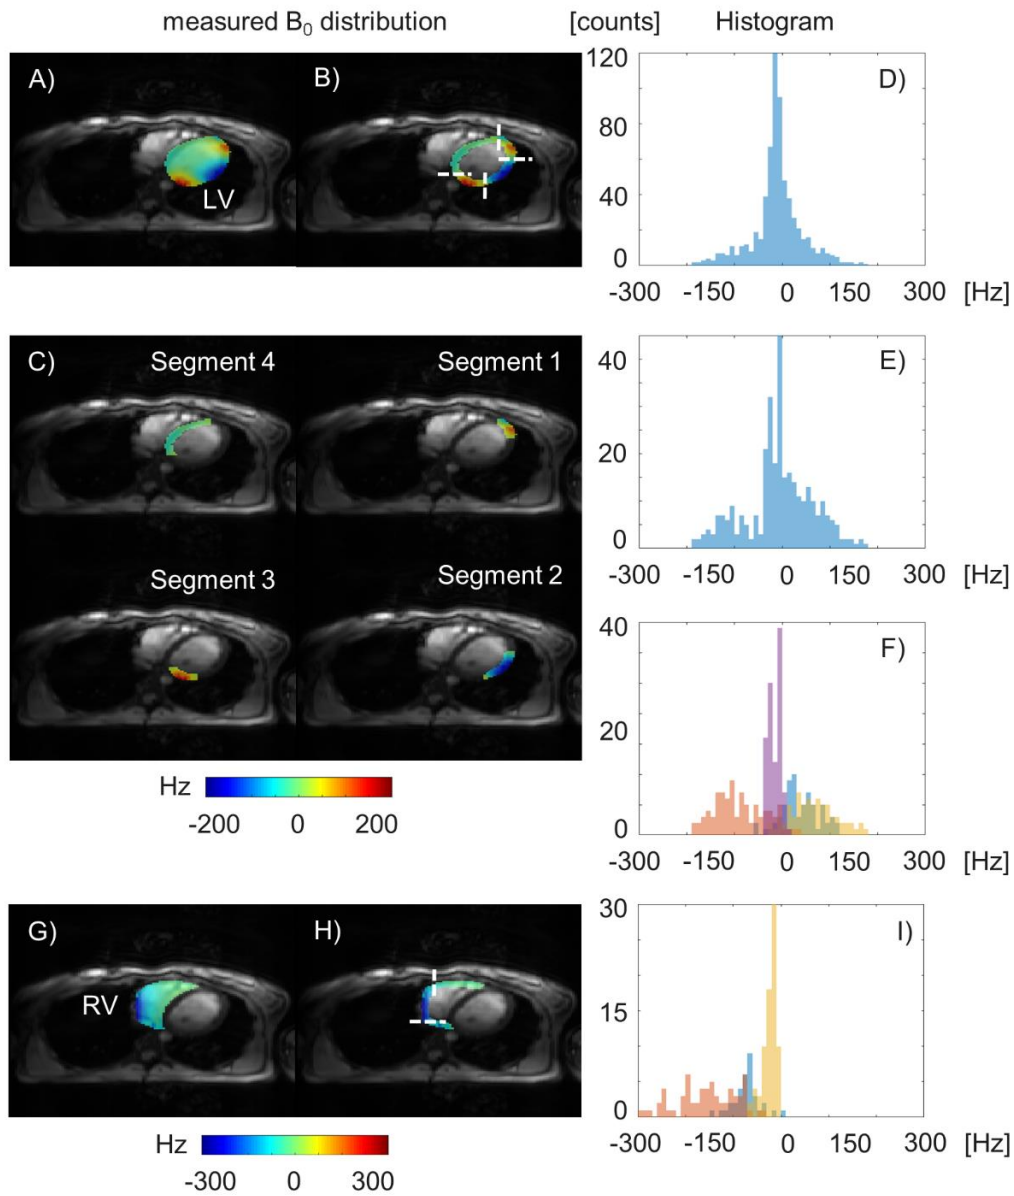 measured B₀ distribution [counts] Histogram
A) B) D)
LV
120
80
40
0
-300 -150 0 150 300 [Hz]
C) Segment 4 Segment 1 E)
40
30
20
10
0
-300 -150 0 150 300 [Hz]
Segment 3 Segment 2 F)
40
20
0
-300 -150 0 150 300 [Hz]
Hz
-200 0 200
G) H) I)
RV
30
15
0
-300 -150 0 150 300 [Hz]
Hz
-300 0 300